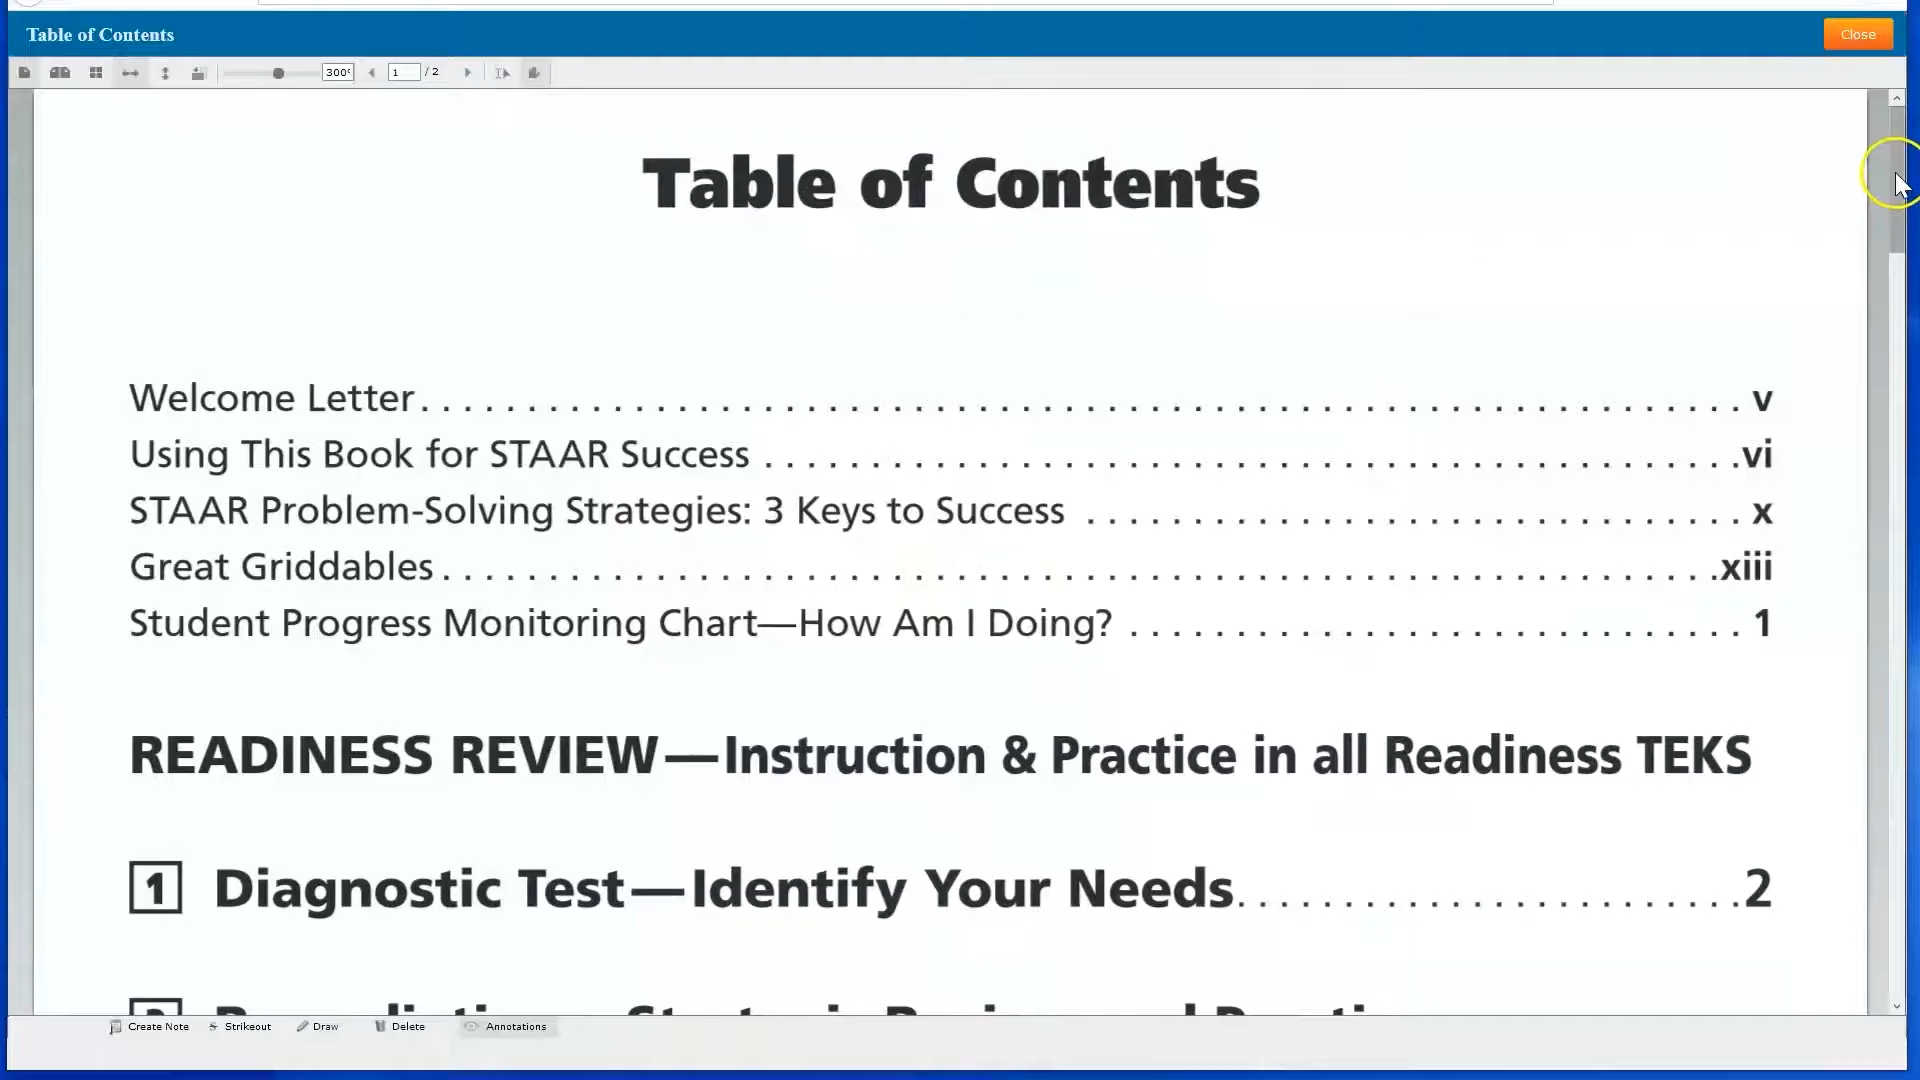 Table of Contents
Close
300%
1 / 2
Table of Contents
Welcome Letter . . . . . . . . . . . . . . . . . . . . . . . . . . . . . . . . . . . . . . . . . . . . . . . . . . . . . . . . . . . . . v
Using This Book for STAAR Success . . . . . . . . . . . . . . . . . . . . . . . . . . . . . . . . . . . . . . . . . . . . . vi
STAAR Problem-Solving Strategies: 3 Keys to Success . . . . . . . . . . . . . . . . . . . . . . . . . . . . . . . x
Great Griddables . . . . . . . . . . . . . . . . . . . . . . . . . . . . . . . . . . . . . . . . . . . . . . . . . . . . . . . . . . . xiii
Student Progress Monitoring Chart—How Am I Doing? . . . . . . . . . . . . . . . . . . . . . . . . . . . . . 1
READINESS REVIEW—Instruction & Practice in all Readiness TEKS
1 Diagnostic Test—Identify Your Needs . . . . . . . . . . . . . . . . . . . . . . . . 2
Create Note Strikeout Draw Delete Annotations